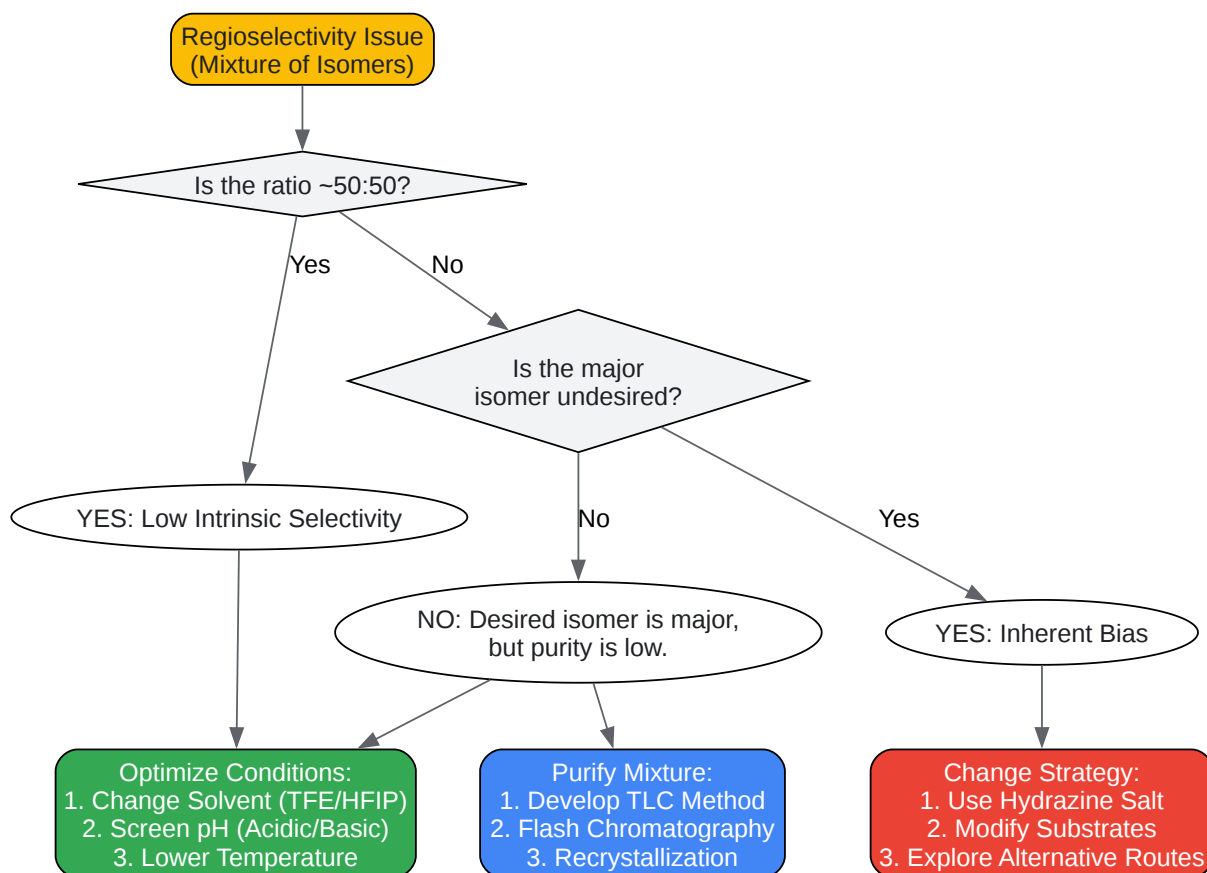 Regioselectivity Issue
(Mixture of Isomers)
Is the ratio ~50:50?
Yes
No
Is the major
isomer undesired?
YES: Low Intrinsic Selectivity
No
Yes
NO: Desired isomer is major,
but purity is low.
YES: Inherent Bias
Optimize Conditions:
1. Change Solvent (TFE/HFIP)
2. Screen pH (Acidic/Basic)
3. Lower Temperature
Purify Mixture:
1. Develop TLC Method
2. Flash Chromatography
3. Recrystallization
Change Strategy:
1. Use Hydrazine Salt
2. Modify Substrates
3. Explore Alternative Routes